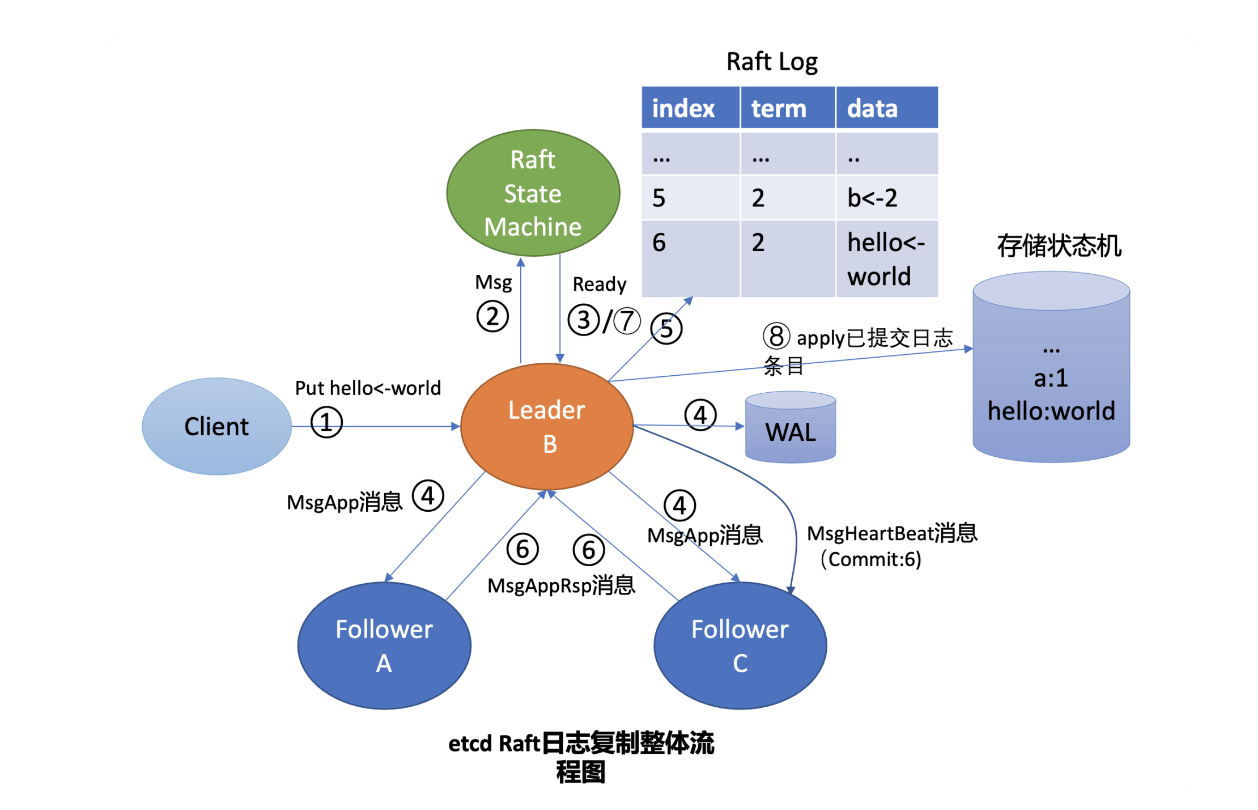 Raft Log
index term data
... ... ..
5 2 b<-2
6 2 hello<-
world
Raft
State
Machine
存储状态机
Msg
②
Ready
③/⑦
⑤
⑧ apply已提交日志
条目
...
a:1
hello:world
Put hello<-world
①
Client
Leader
B
④
WAL
MsgApp消息 ④
④
MsgApp消息
⑥
⑥
MsgAppRsp消息
MsgHeartBeat消息
（Commit:6)
Follower
A
Follower
C
etcd Raft日志复制整体流
程图